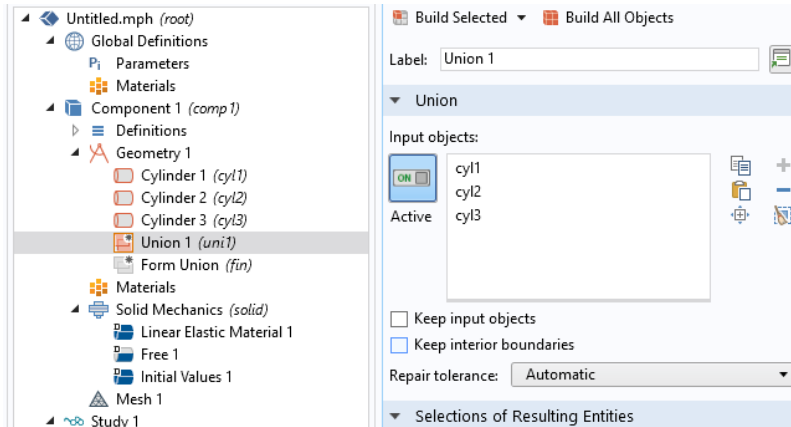 Untitled.mph (root)
Global Definitions
Pi Parameters
Materials
Component 1 (comp1)
Definitions
Geometry 1
Cylinder 1 (cyl1)
Cylinder 2 (cyl2)
Cylinder 3 (cyl3)
Union 1 (uni1)
Form Union (fin)
Materials
Solid Mechanics (solid)
D Linear Elastic Material 1
D Free 1
D Initial Values 1
Mesh 1
Study 1
Build Selected Build All Objects
Label: Union 1
Union
Input objects:
ON
Active
cyl1
cyl2
cyl3
Keep input objects
Keep interior boundaries
Repair tolerance: Automatic
Selections of Resulting Entities